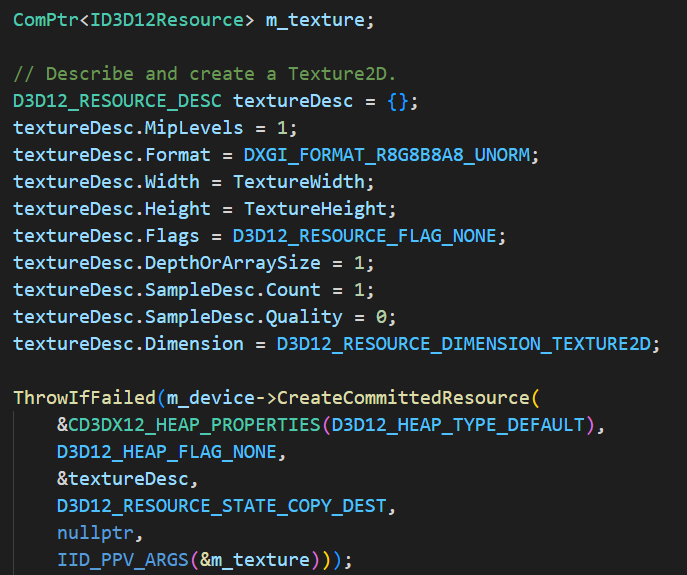 ComPtr<ID3D12Resource> m_texture;
// Describe and create a Texture2D.
D3D12_RESOURCE_DESC textureDesc = {};
textureDesc.MipLevels = 1;
textureDesc.Format = DXGI_FORMAT_R8G8B8A8_UNORM;
textureDesc.Width = TextureWidth;
textureDesc.Height = TextureHeight;
textureDesc.Flags = D3D12_RESOURCE_FLAG_NONE;
textureDesc.DepthOrArraySize = 1;
textureDesc.SampleDesc.Count = 1;
textureDesc.SampleDesc.Quality = 0;
textureDesc.Dimension = D3D12_RESOURCE_DIMENSION_TEXTURE2D;
ThrowIfFailed(m_device->CreateCommittedResource(
    &CD3DX12_HEAP_PROPERTIES(D3D12_HEAP_TYPE_DEFAULT),
    D3D12_HEAP_FLAG_NONE,
    &textureDesc,
    D3D12_RESOURCE_STATE_COPY_DEST,
    nullptr,
    IID_PPV_ARGS(&m_texture)));